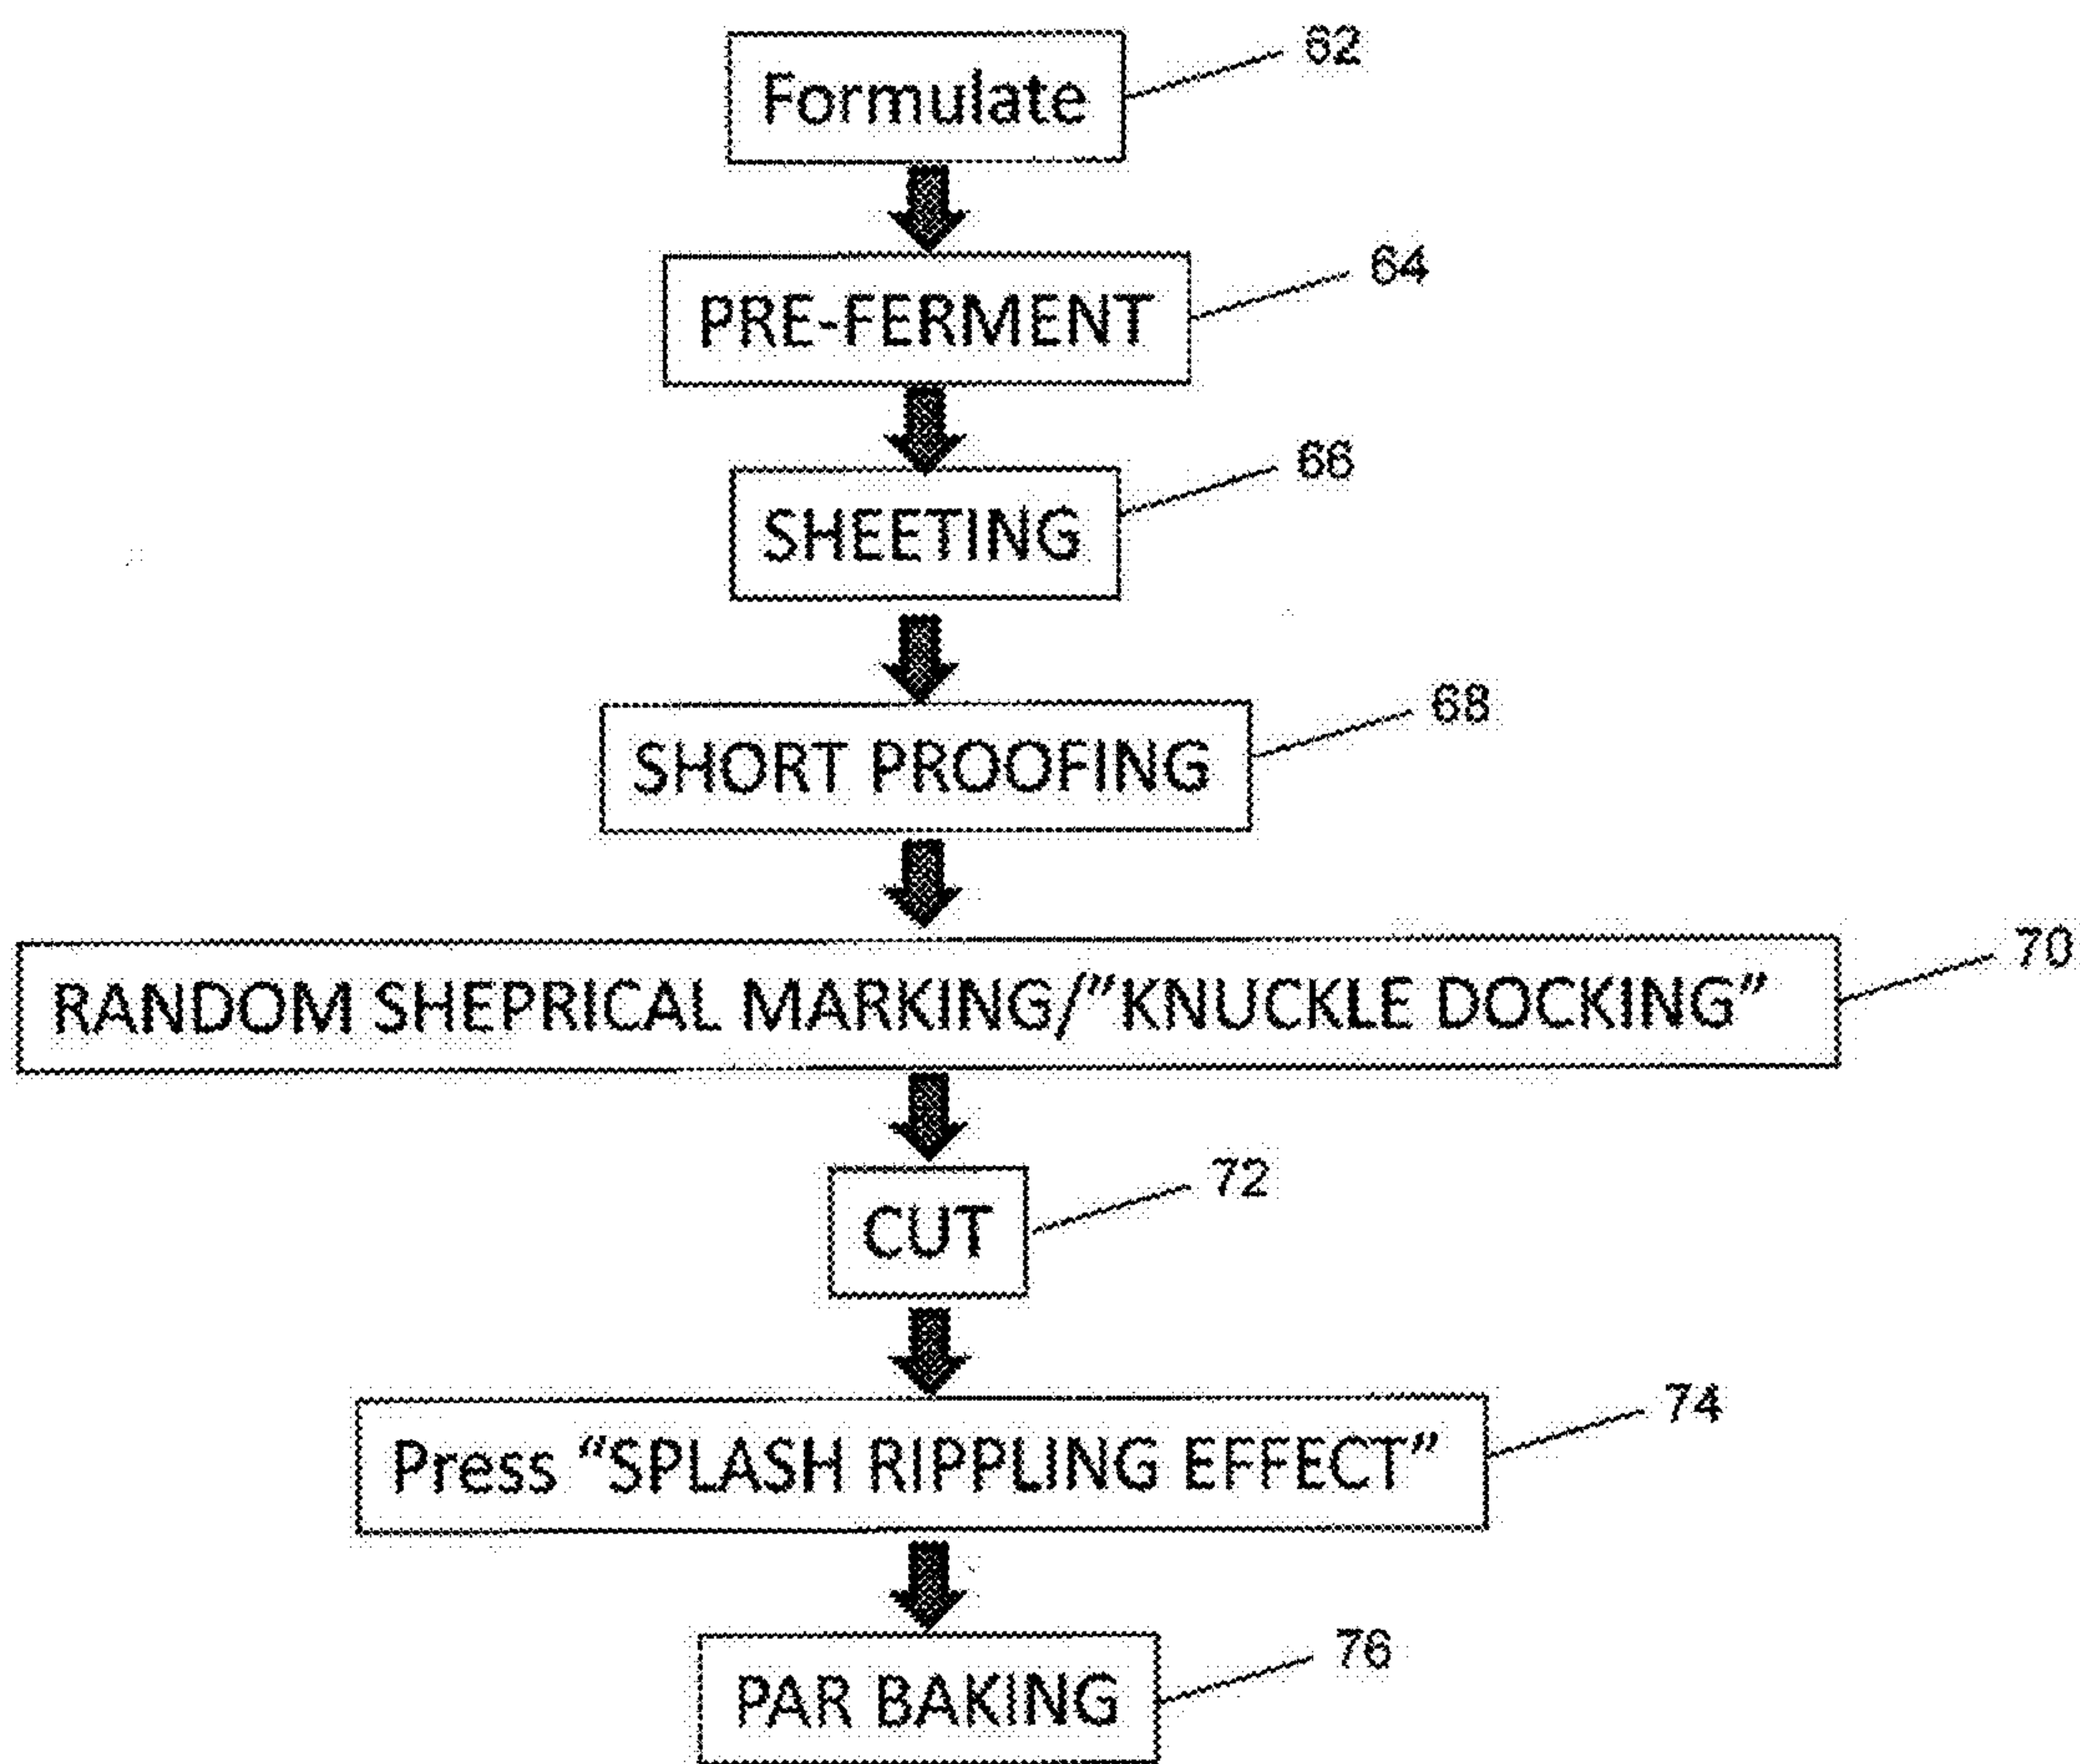 Formulate
62
PRE-FERMENT
64
SHEETING
66
SHORT PROOFING
68
RANDOM SHEPRICAL MARKING/”KNUCKLE DOCKING”
70
CUT
72
Press “SPLASH RIPPLING EFFECT”
74
PAR BAKING
76